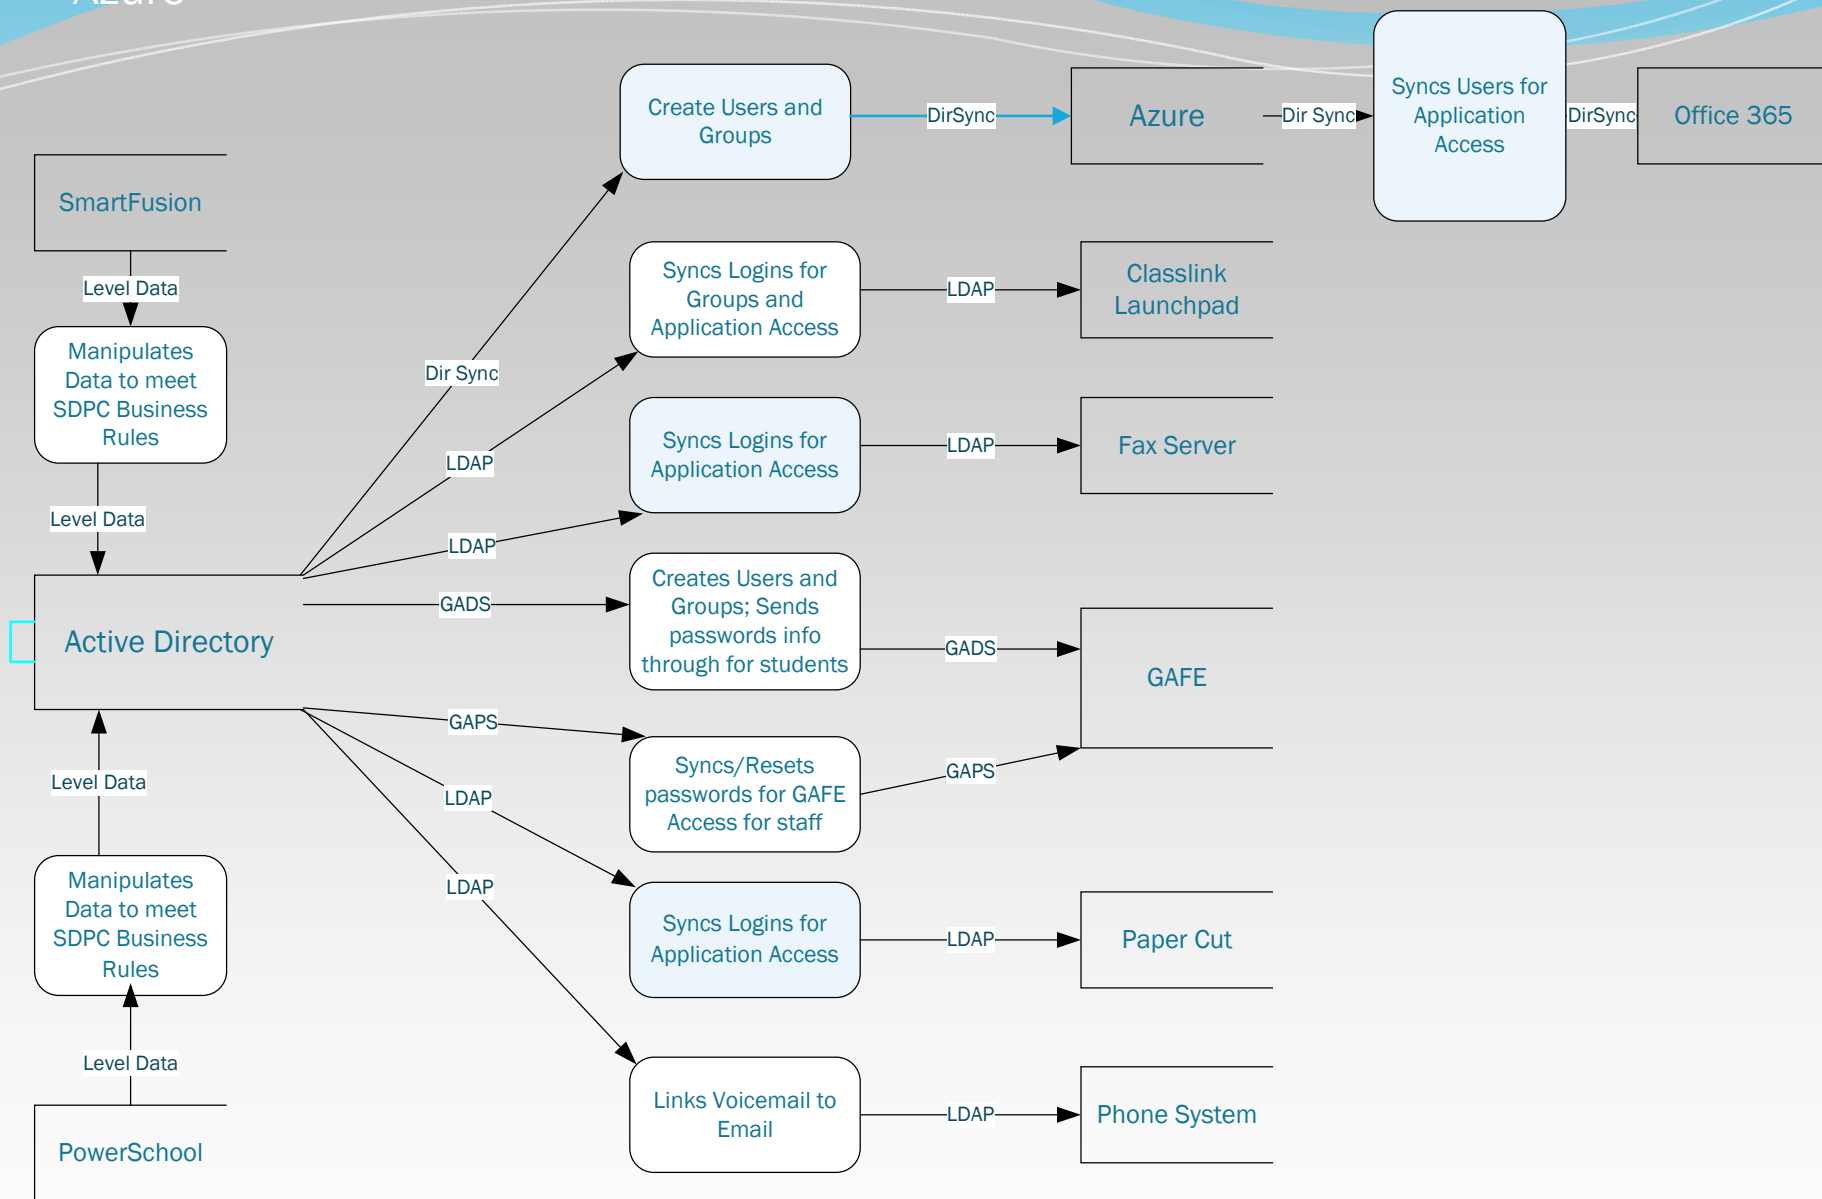 Azure
Create Users and
Groups
DirSync
Azure
Dir Sync
Syncs Users for
Application
Access
DirSync
Office 365
SmartFusion
Level Data
Manipulates
Data to meet
SDPC Business
Rules
Level Data
Dir Sync
Syncs Logins for
Groups and
Application Access
LDAP
Classlink
Launchpad
LDAP
Syncs Logins for
Application Access
LDAP
Fax Server
LDAP
Active Directory
GADS
Creates Users and
Groups; Sends
passwords info
through for students
GADS
GAFE
GAPS
Syncs/Resets
passwords for GAFE
Access for staff
GAPS
Level Data
LDAP
Syncs Logins for
Application Access
LDAP
Paper Cut
LDAP
Manipulates
Data to meet
SDPC Business
Rules
Level Data
PowerSchool
Links Voicemail to
Email
LDAP
Phone System